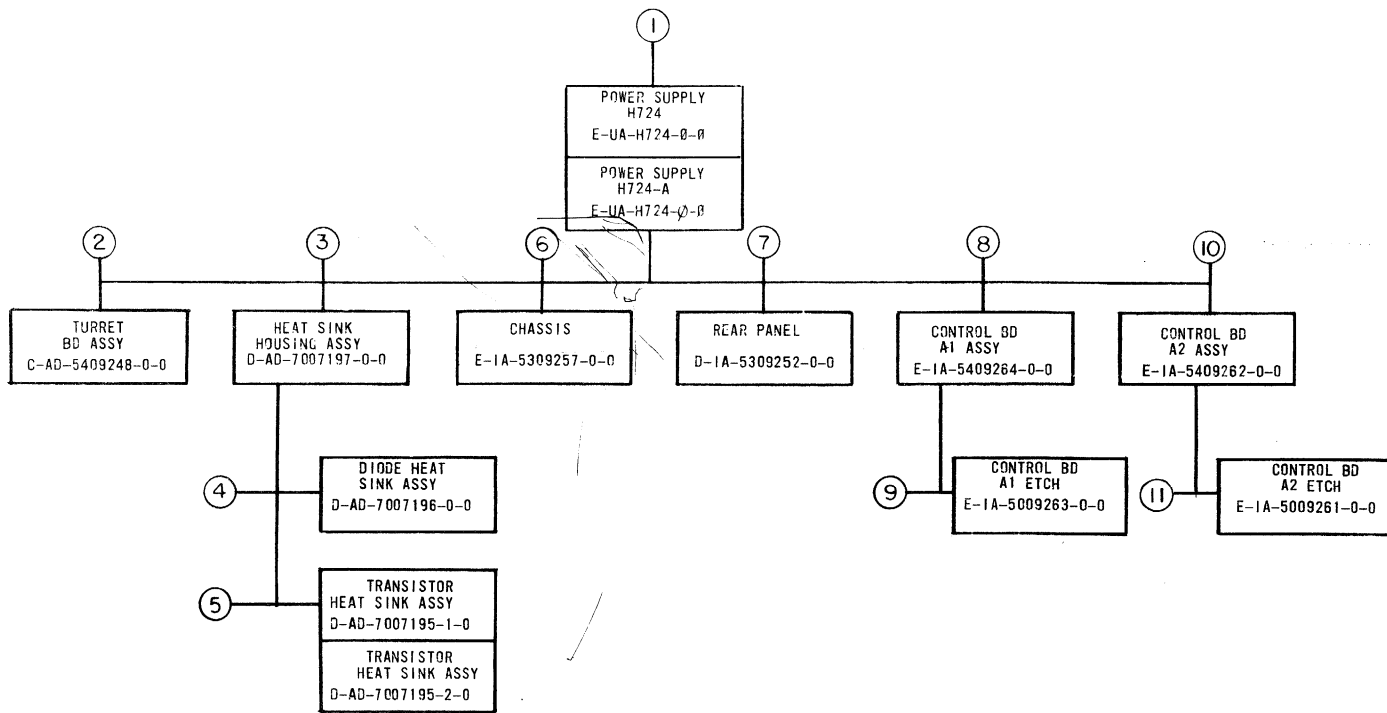 1
POWER SUPPLY
H724
E-UA-H724-0-0
POWER SUPPLY
H724-A
E-UA-H724-0-0
2
3
6
7
8
10
TURRET
BD ASSY
C-AD-5409248-0-0
HEAT SINK
HOUSING ASSY
D-AD-7007197-0-0
CHASSIS
E-IA-5309257-0-0
REAR PANEL
D-IA-5309252-0-0
CONTROL BD
A1 ASSY
E-IA-5409264-0-0
CONTROL BD
A2 ASSY
E-IA-5409262-0-0
4
DIODE HEAT
SINK ASSY
D-AD-7007196-0-0
9
CONTROL BD
A1 ETCH
E-IA-5009263-0-0
11
CONTROL BD
A2 ETCH
E-IA-5009261-0-0
5
TRANSISTOR
HEAT SINK ASSY
D-AD-7007195-1-0
TRANSISTOR
HEAT SINK ASSY
D-AD-7007195-2-0